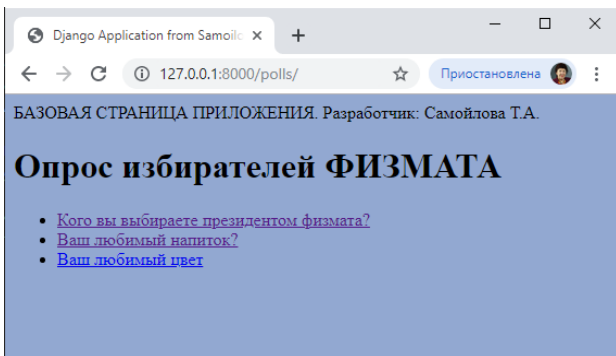 Django Application from Samoilo
127.0.0.1:8000/polls/
Приостановлена
БАЗОВАЯ СТРАНИЦА ПРИЛОЖЕНИЯ. Разработчик: Самойлова Т.А.
Опрос избирателей ФИЗМАТА
Кого вы выбираете президентом физмата?
Ваш любимый напиток?
Ваш любимый цвет